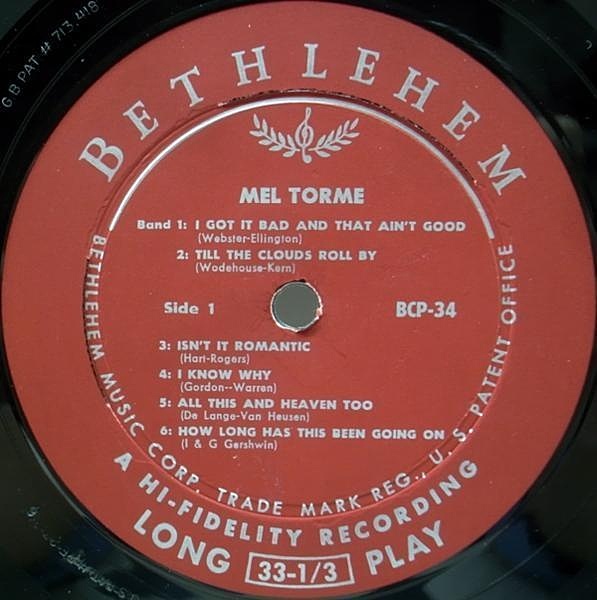 G B PAT # 713,418
BETHLEHEM
MEL TORME
Band 1: I GOT IT BAD AND THAT AIN'T GOOD
(Webster-Ellington)
2: TILL THE CLOUDS ROLL BY
(Wodehouse-Kern)
Side 1
BCP-34
3: ISN'T IT ROMANTIC
(Hart-Rogers)
4: I KNOW WHY
(Gordon--Warren)
5: ALL THIS AND HEAVEN TOO
(De Lange-Van Heusen)
6: HOW LONG HAS THIS BEEN GOING ON
(I & G Gershwin)
BETHLEHEM MUSIC CORP. TRADE MARK REG., U. S. PATENT OFFICE
A HI-FIDELITY RECORDING
LONG 33-1/3 PLAY